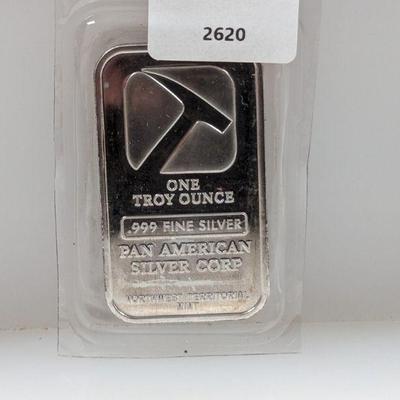 2620
ONE
TROY OUNCE
.999 FINE SILVER
PAN AMERICAN
SILVER CORP
NORTHWEST TERRITORIAL
MINT